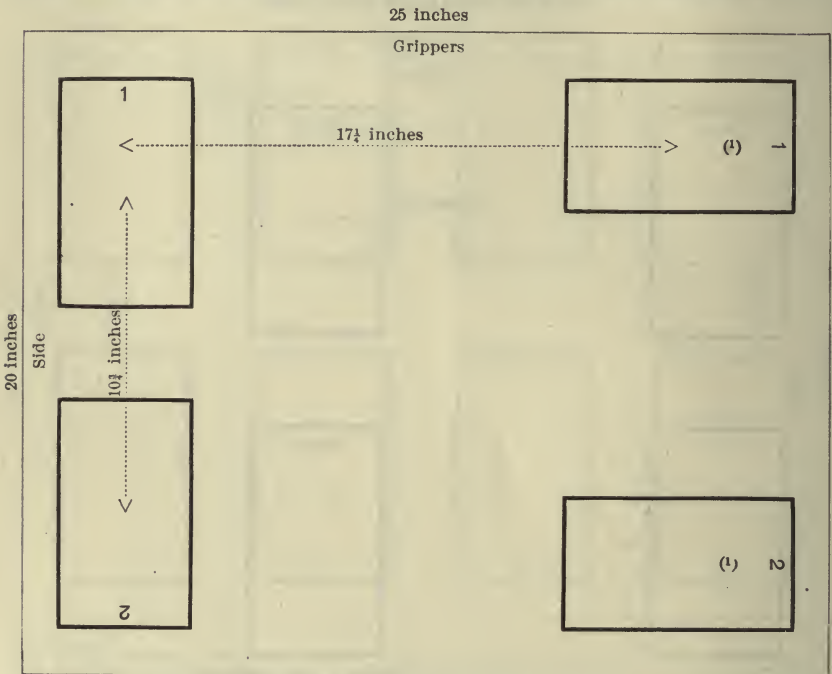 25 inches
Grippers
1
17¼ inches
(1)
1
20 inches
Side
10¾ inches
2
(1)
2